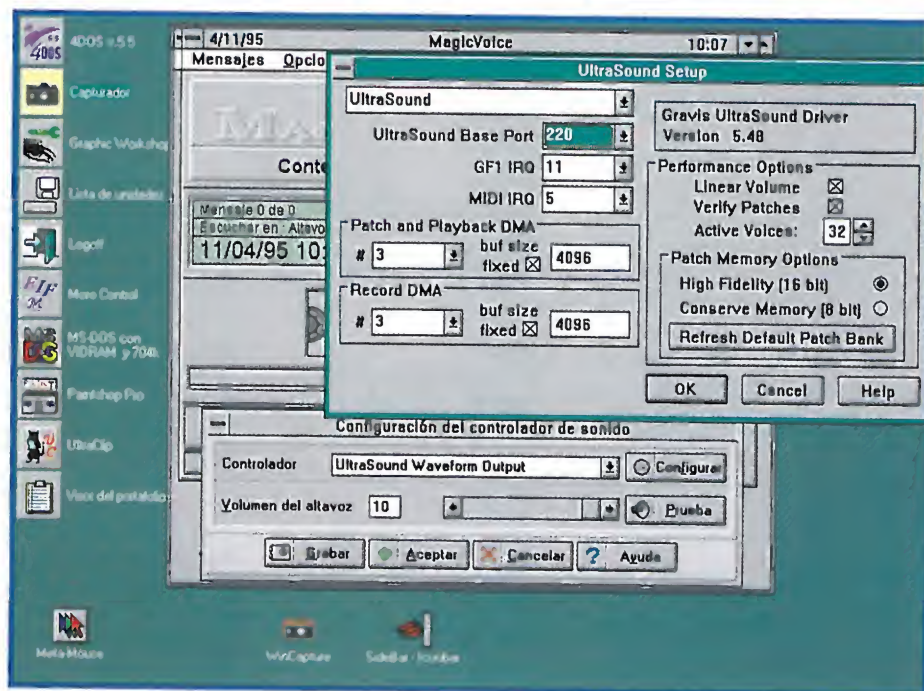 4DOS
4DOS v.5.5
Capturador
Graphic Workshop
Lista de unidades
Logoff
Micro Control
MS-DOS con
VIDRAM y 704k
Paintshop Pro
UltraClip
Visor del portafolio
4/11/95 MagicVoice 10:07
Mensajes Opcio
Conte
Mensaje 0 de 0
Escuchar en : Altavo
11/04/95 10:
UltraSound Setup
UltraSound
UltraSound Base Port 220
GF1 IRQ 11
MIDI IRQ 5
Patch and Playback DMA
# 3 buf size
fixed 4096
Record DMA
# 3 buf size
fixed 4096
Gravis UltraSound Driver
Version 5.48
Performance Options
Linear Volume
Verify Patches
Active Voices: 32
Patch Memory Options
High Fidelity (16 bit)
Conserve Memory (8 bit)
Refresh Default Patch Bank
OK Cancel Help
Configuración del controlador de sonido
Controlador UltraSound Waveform Output Configurar
Volumen del altavoz 10 Prueba
Grabar Aceptar Cancelar ? Ayuda
Meta-Mouse
WinCapture
SideBar - Iconbar